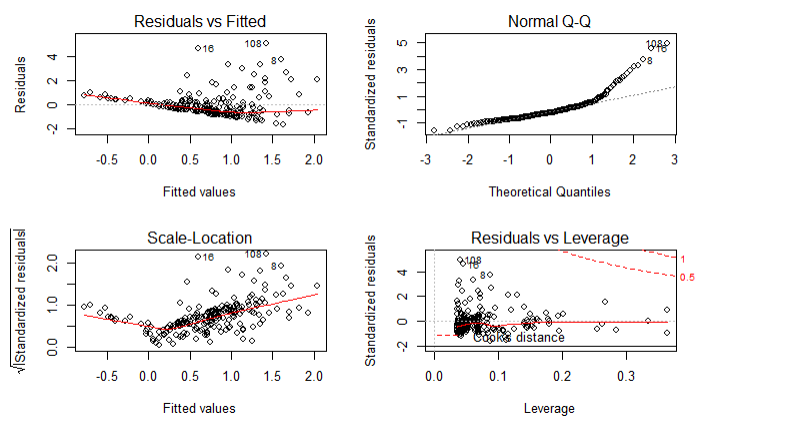 Residuals vs Fitted
Residuals
-2 0 2 4
16
108
8
-0.5 0.0 0.5 1.0 1.5 2.0
Fitted values
Normal Q-Q
Standardized residuals
-1 1 3 5
108
16
8
-3 -2 -1 0 1 2 3
Theoretical Quantiles
Scale-Location
√|Standardized residuals|
0.0 1.0 2.0
16
108
8
-0.5 0.0 0.5 1.0 1.5 2.0
Fitted values
Residuals vs Leverage
Standardized residuals
-2 0 2 4
108
16
8
1
0.5
Cook's distance
0.0 0.1 0.2 0.3
Leverage